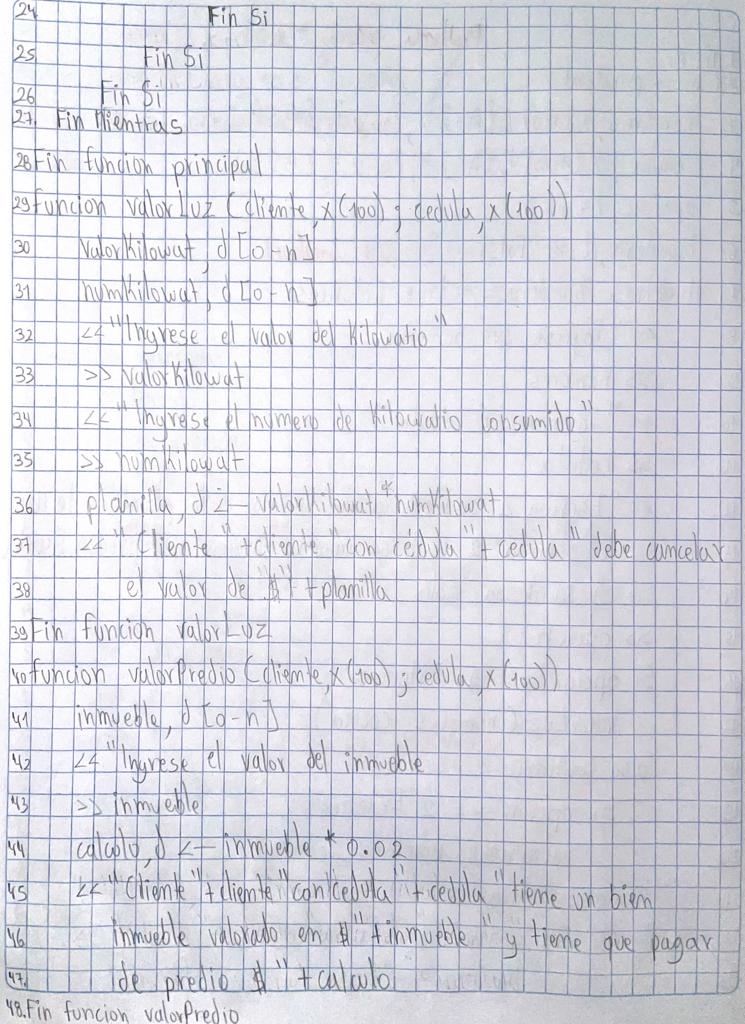 24 Fin Si
25 Fin Si
26 Fin Si
27. Fin Mientras
28 Fin funcion principal
29 funcion valorLuz (cliente, x(100) ; cedula, x(100))
30 valorKilowat, d [0-n]
31 numKilowat, d [0-n]
32 << "Ingrese el valor del Kilowatio"
33 >> valorKilowat
34 << "Ingrese el numero de Kilowatio consumido"
35 >> numKilowat
36 planilla, d <- valorKilowat * numKilowat
37 << "Cliente" +cliente "con cédula" + cedula "debe cancelar
38 el valor de "$" + planilla
39 Fin funcion valorLuz
40 funcion valorPredio (cliente, x(100) ; cedula, x(100))
41 inmueble, d [0-n]
42 << "Ingrese el valor del inmueble
43 >> inmueble
44 calculo, d <- inmueble * 0.02
45 << "Cliente" + cliente "con cedula" + cedula "tiene un bien
46 inmueble valorado en $" + inmueble "y tiene que pagar
47. de predio $" + calculo
48. Fin funcion valorPredio